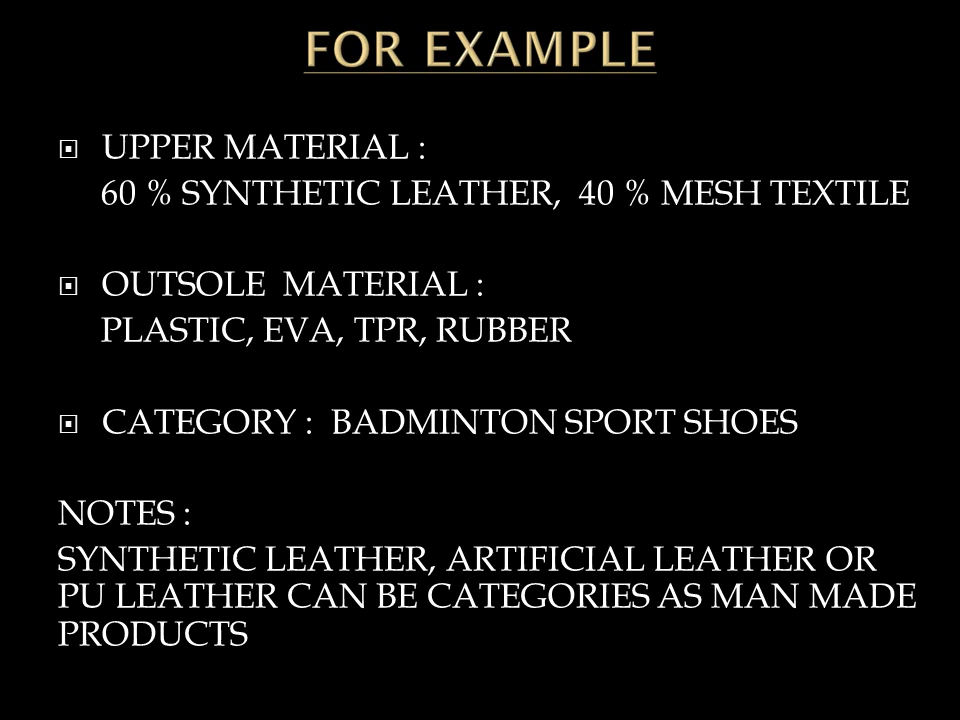 FOR EXAMPLE
UPPER MATERIAL :
60 % SYNTHETIC LEATHER, 40 % MESH TEXTILE
OUTSOLE MATERIAL :
PLASTIC, EVA, TPR, RUBBER
CATEGORY : BADMINTON SPORT SHOES
NOTES :
SYNTHETIC LEATHER, ARTIFICIAL LEATHER OR
PU LEATHER CAN BE CATEGORIES AS MAN MADE
PRODUCTS